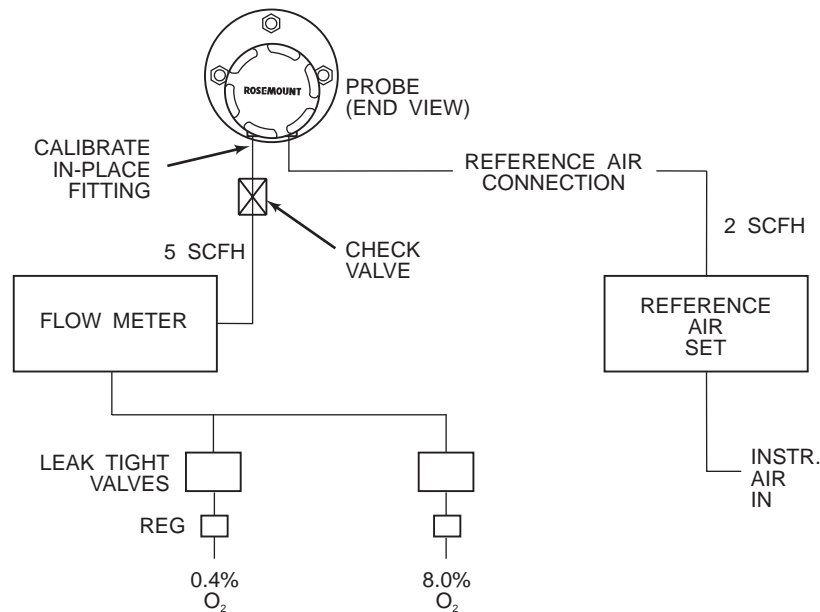 ROSEMOUNT
PROBE
(END VIEW)
CALIBRATE
IN-PLACE
FITTING
REFERENCE AIR
CONNECTION
CHECK
VALVE
5 SCFH
2 SCFH
FLOW METER
REFERENCE
AIR
SET
LEAK TIGHT
VALVES
INSTR.
AIR
IN
REG
0.4%
O₂
8.0%
O₂